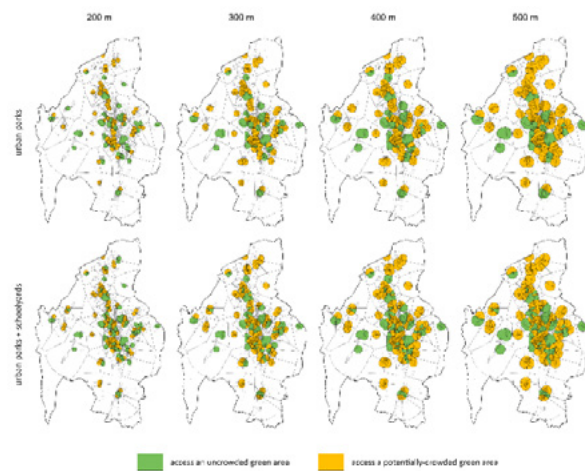 200 m
300 m
400 m
500 m
urban parks
urban parks + schoolyards
access an uncrowded green area
access a potentially-crowded green area